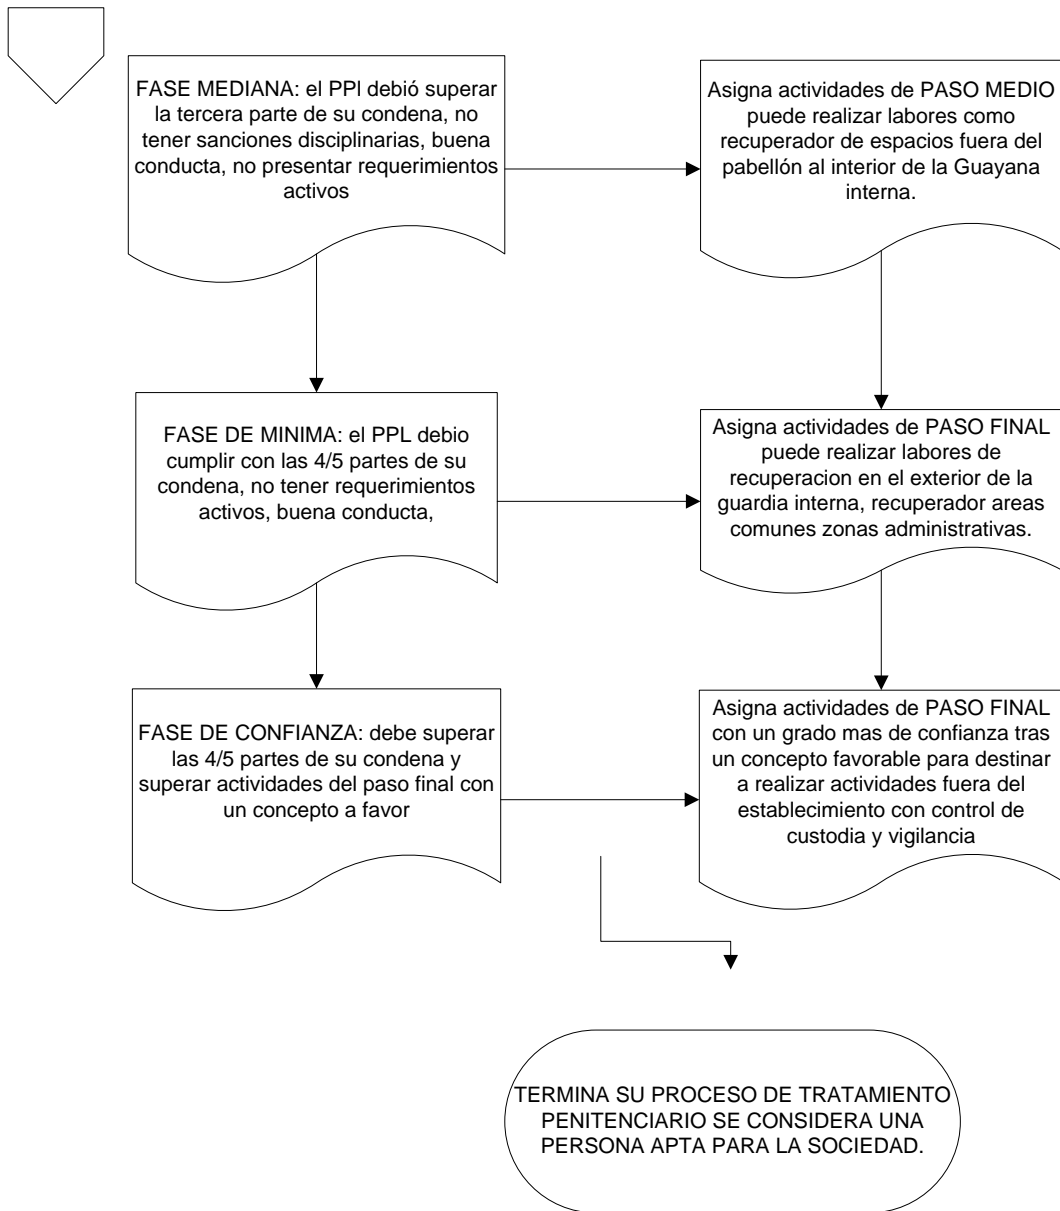 FASE MEDIANA: el PPl debió superar
la tercera parte de su condena, no
tener sanciones disciplinarias, buena
conducta, no presentar requerimientos
activos
Asigna actividades de PASO MEDIO
puede realizar labores como
recuperador de espacios fuera del
pabellón al interior de la Guayana
interna.
FASE DE MINIMA: el PPL debio
cumplir con las 4/5 partes de su
condena, no tener requerimientos
activos, buena conducta,
Asigna actividades de PASO FINAL
puede realizar labores de
recuperacion en el exterior de la
guardia interna, recuperador areas
comunes zonas administrativas.
FASE DE CONFIANZA: debe superar
las 4/5 partes de su condena y
superar actividades del paso final con
un concepto a favor
Asigna actividades de PASO FINAL
con un grado mas de confianza tras
un concepto favorable para destinar
a realizar actividades fuera del
establecimiento con control de
custodia y vigilancia
TERMINA SU PROCESO DE TRATAMIENTO
PENITENCIARIO SE CONSIDERA UNA
PERSONA APTA PARA LA SOCIEDAD.